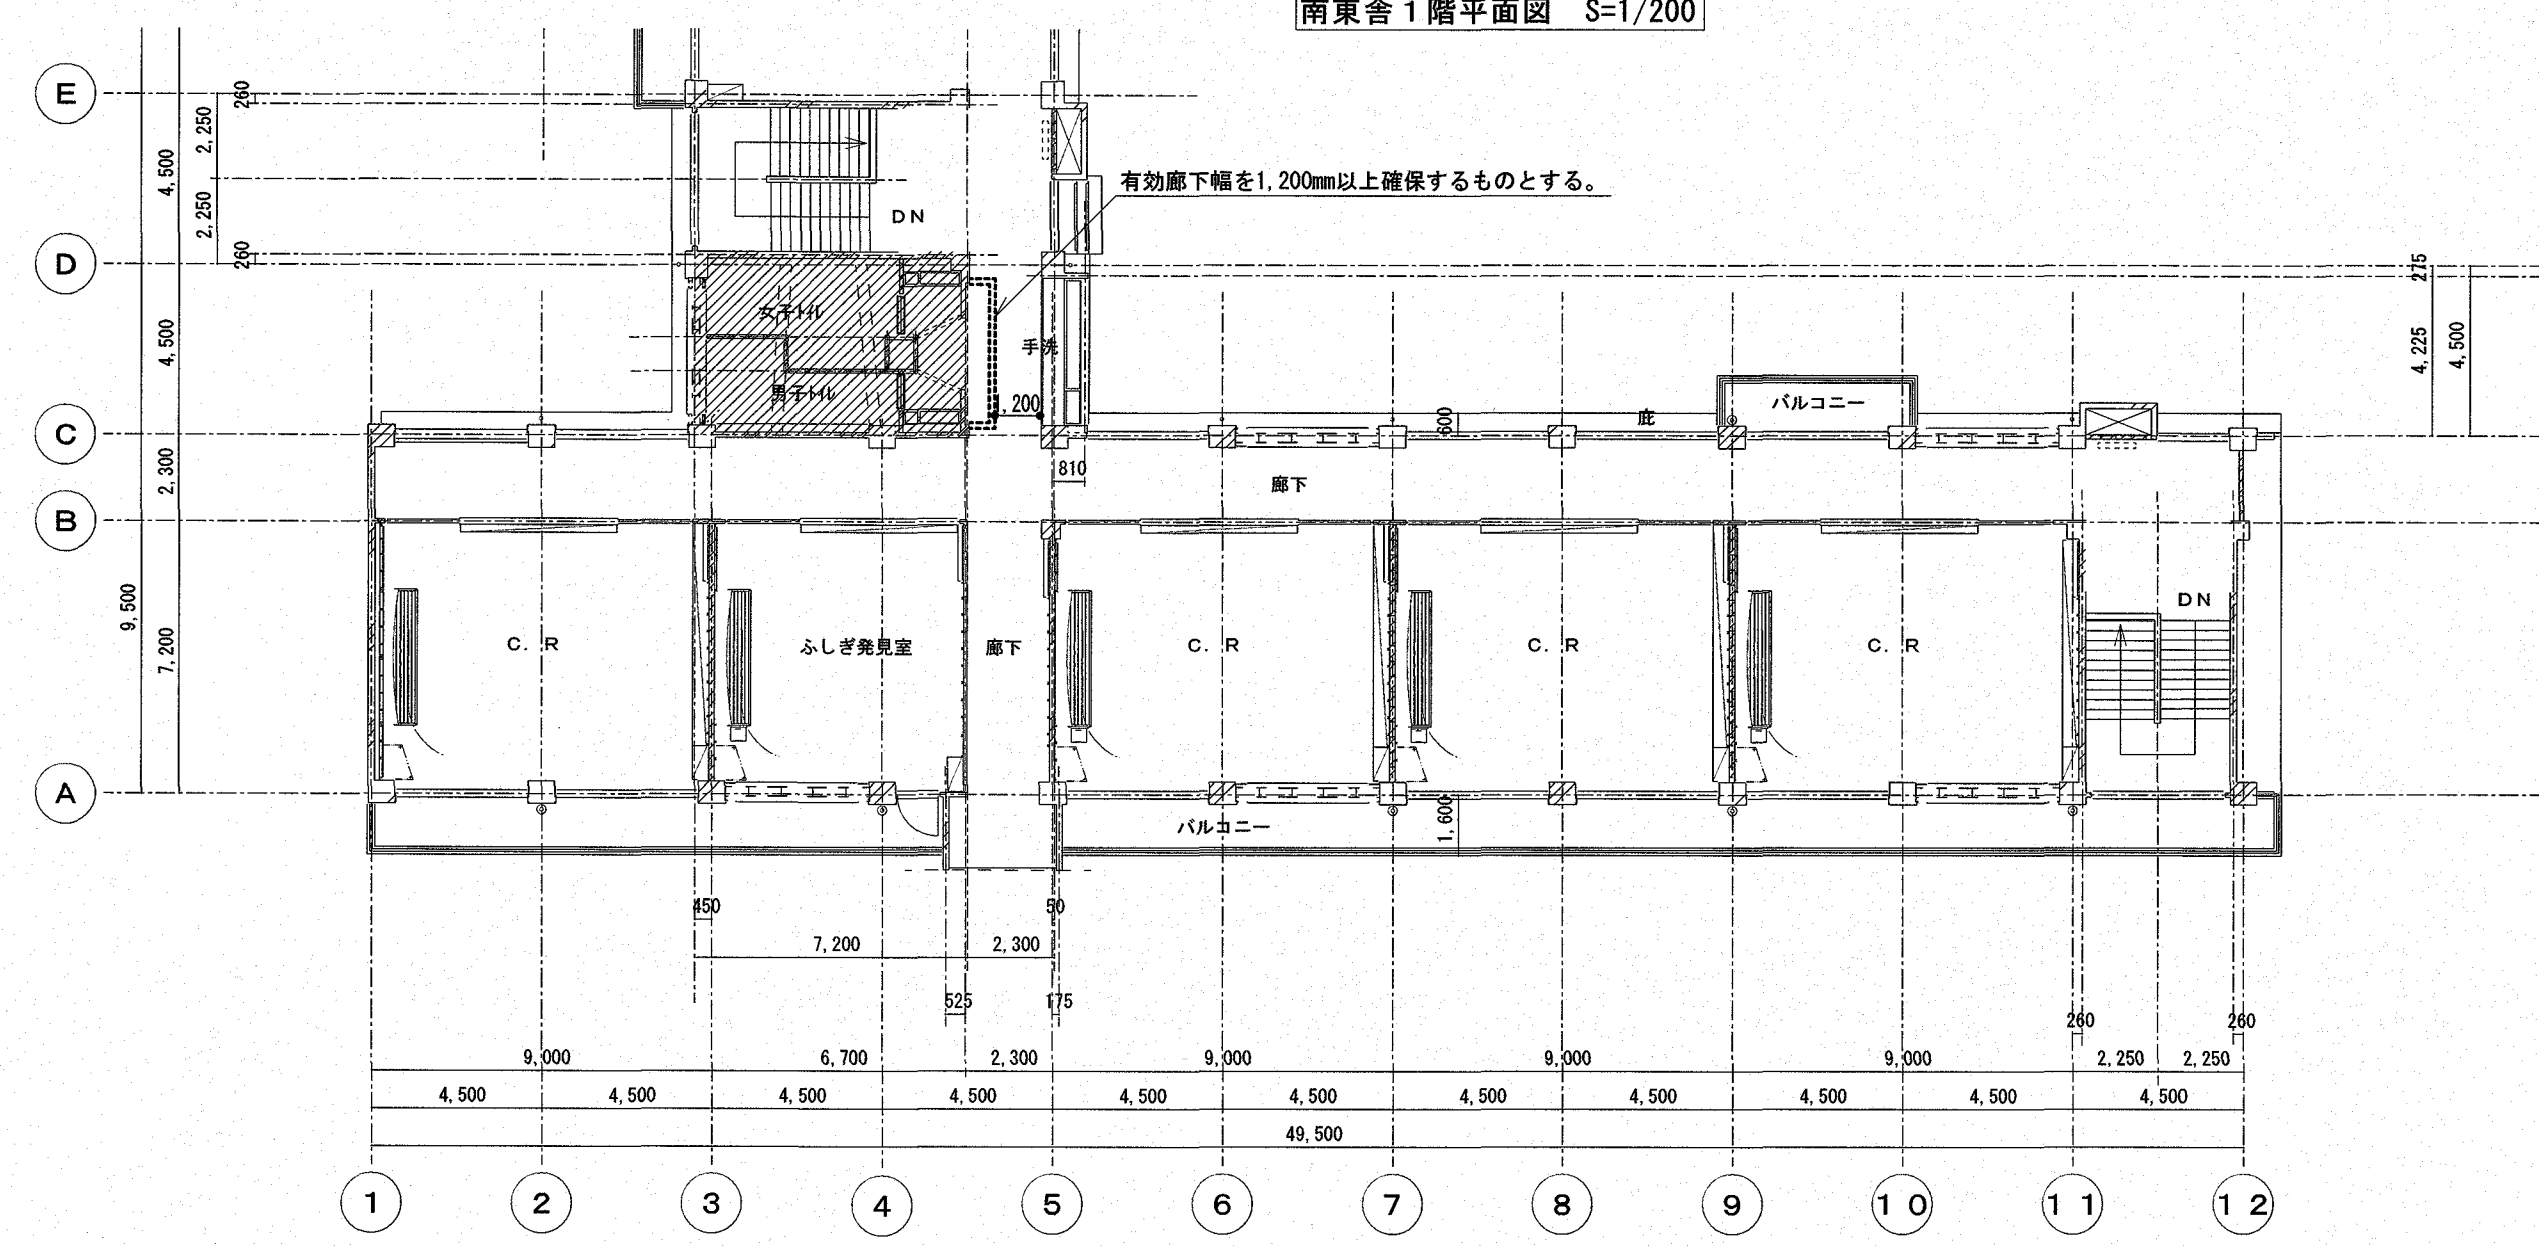 南東舎1階平面図 S=1/200
E
260
2,250
4,500
有効廊下幅を1,200mm以上確保するものとする。
2,250
DN
260
D
275
女子トイレ
4,500
手洗
4,225
4,500
男子トイレ
,200
バルコニー
600
庇
C
2,300
810
廊下
B
9,500
7,200
DN
C.R
ふしぎ発見室
廊下
C.R
C.R
C.R
A
バルコニー
1,600
450
50
7,200
2,300
525
175
260
260
9,000
6,700
2,300
9,000
9,000
9,000
2,250
2,250
4,500
4,500
4,500
4,500
4,500
4,500
4,500
4,500
4,500
4,500
4,500
49,500
1
2
3
4
5
6
7
8
9
10
11
12